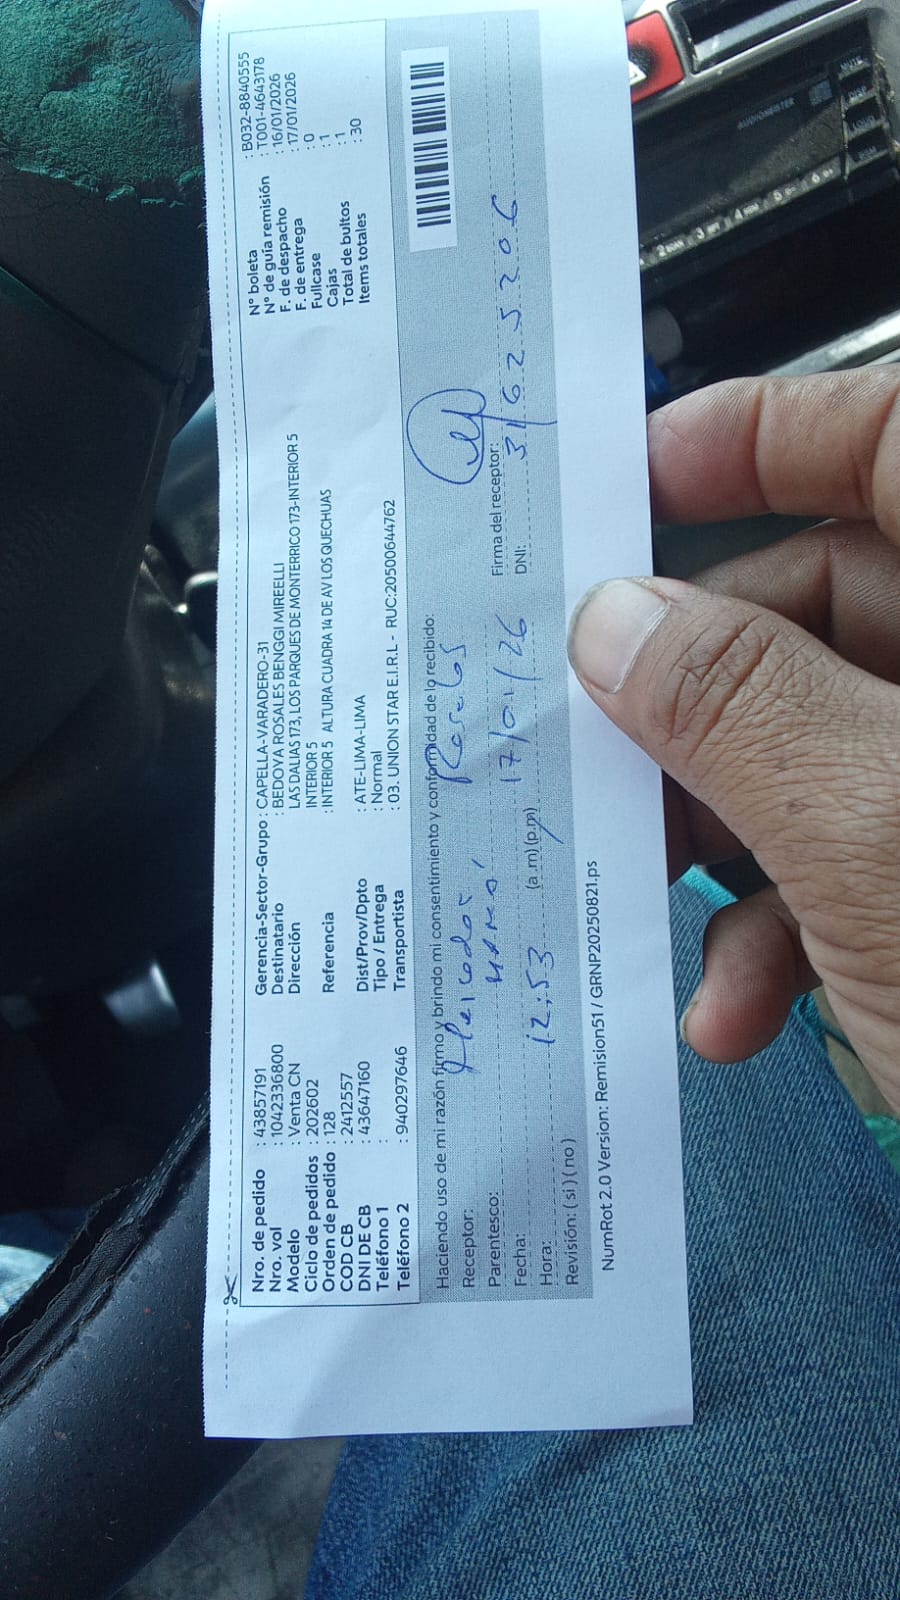 Nro. de pedido : 43857191
Nro. vol : 1042336800
Modelo : Venta CN
Ciclo de pedidos : 202602
Orden de pedido : 128
COD CB : 2412557
DNI DE CB : 43647160
Teléfono 1 :
Teléfono 2 : 940297646
Gerencia-Sector-Grupo : CAPELLA-VARADERO-31
Destinatario : BEDOYA ROSALES BENGGI MIREELLI
Dirección LAS DALIAS 173, LOS PARQUES DE MONTERRICO 173-INTERIOR 5
INTERIOR 5
Referencia : INTERIOR 5 ALTURA CUADRA 14 DE AV LOS QUECHUAS
Dist/Prov/Dpto : ATE-LIMA-LIMA
Tipo / Entrega : Normal
Transportista : 03. UNION STAR E.I.R.L - RUC:20500644762
N° boleta : B032-8840555
N° de guía remisión : T001-4643178
F. de despacho : 16/01/2026
F. de entrega : 17/01/2026
Fullcase : 0
Cajas : 1
Total de bultos : 1
Items totales : 30
Haciendo uso de mi razón firmo y brindo mi consentimiento y conformidad de lo recibido:
Receptor: Rosales
Parentesco: Firma del receptor:
Fecha: 17/01/26 DNI: 31625206
Hora: 12:53 (a.m) (p.m)
Revisión: ( si ) ( no )
NumRot 2.0 Version: Remision51 / GRNP20250821.ps
AUDIOMEISTER
MUTE
DISP
LOUD